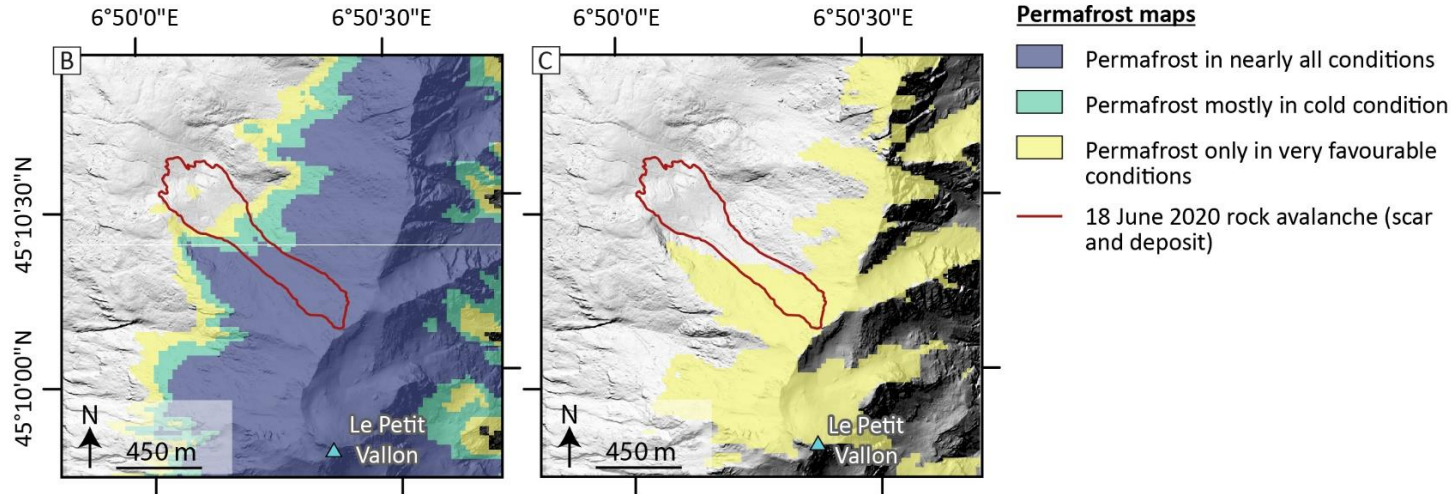 6°50'0"E
6°50'30"E
6°50'0"E
6°50'30"E
B
C
45°10'30"N
45°10'00"N
N
450 m
Le Petit
Vallon
N
450 m
Le Petit
Vallon
Permafrost maps
Permafrost in nearly all conditions
Permafrost mostly in cold condition
Permafrost only in very favourable
conditions
18 June 2020 rock avalanche (scar
and deposit)